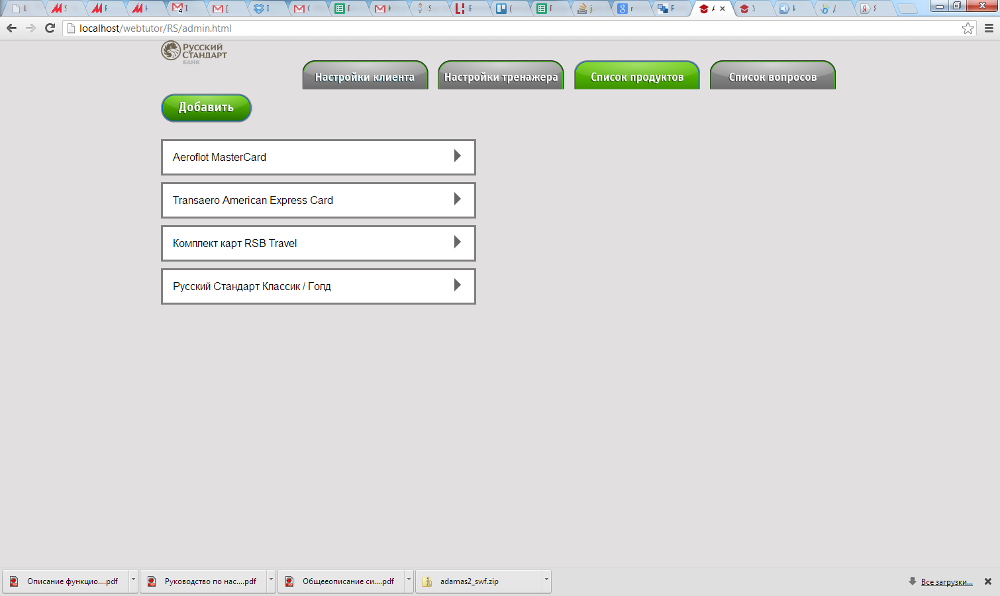 localhost/webtutor/RS/admin.html
Русский
Стандарт
БАНК
Настройки клиента
Настройки тренажера
Список продуктов
Список вопросов
Добавить
Aeroflot MasterCard
Transaero American Express Card
Комплект карт RSB Travel
Русский Стандарт Классик / Голд
Описание функцио....pdf
Руководство по нас....pdf
Общееописание си....pdf
adamas2_swf.zip
Все загрузки...